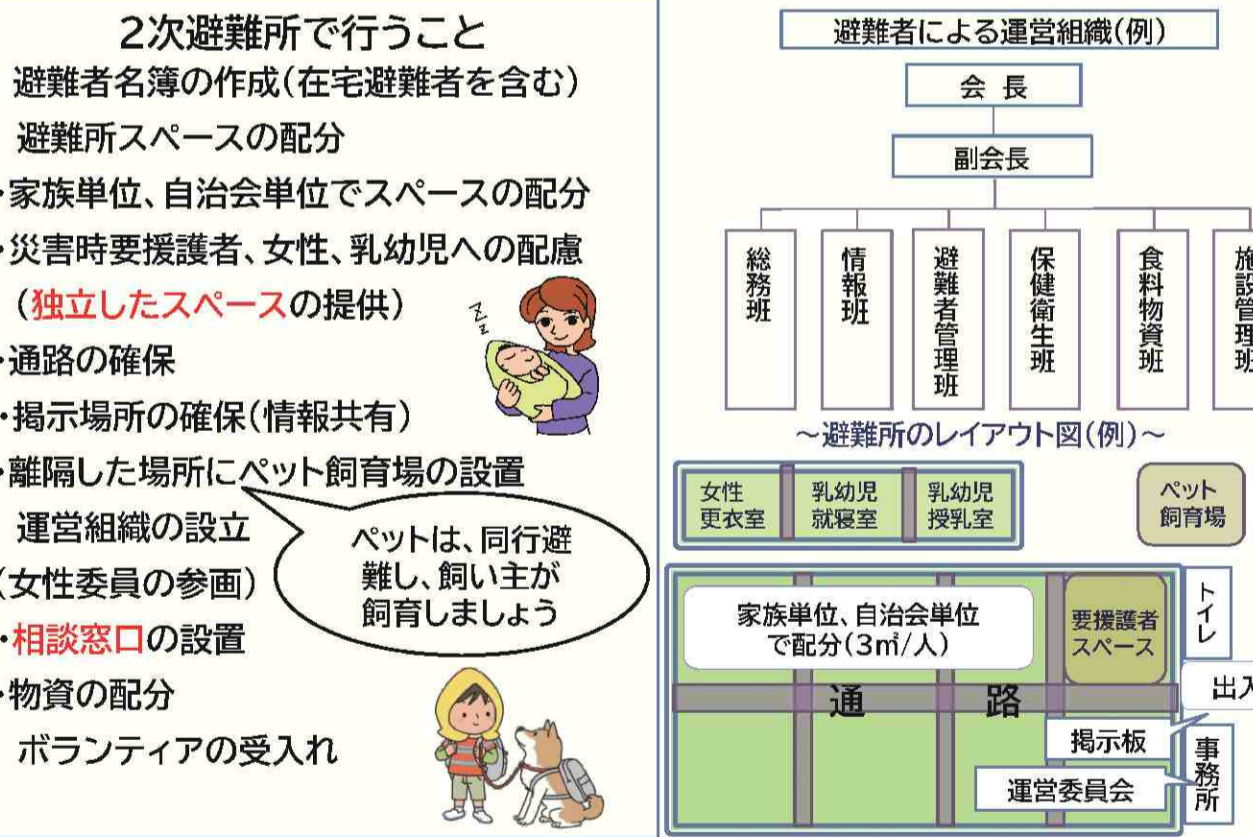 2次避難所で行うこと
避難者名簿の作成(在宅避難者を含む)
避難所スペースの配分
・家族単位、自治会単位でスペースの配分
・災害時要援護者、女性、乳幼児への配慮
(独立したスペースの提供)
・通路の確保
・掲示場所の確保(情報共有)
・離隔した場所にペット飼育場の設置
運営組織の設立
(女性委員の参画)
・相談窓口の設置
・物資の配分
ボランティアの受入れ
ペットは、同行避
難し、飼い主が
飼育しましょう
zzz
避難者による運営組織(例)
会 長
副会長
総務班
情報班
避難者管理班
保健衛生班
食料物資班
施設管理班
～避難所のレイアウト図(例)～
女性
更衣室
乳幼児
就寝室
乳幼児
授乳室
ペット
飼育場
家族単位、自治会単位
で配分(3㎡/人)
要援護者
スペース
トイレ
通 路
出入
掲示板
運営委員会
事務所